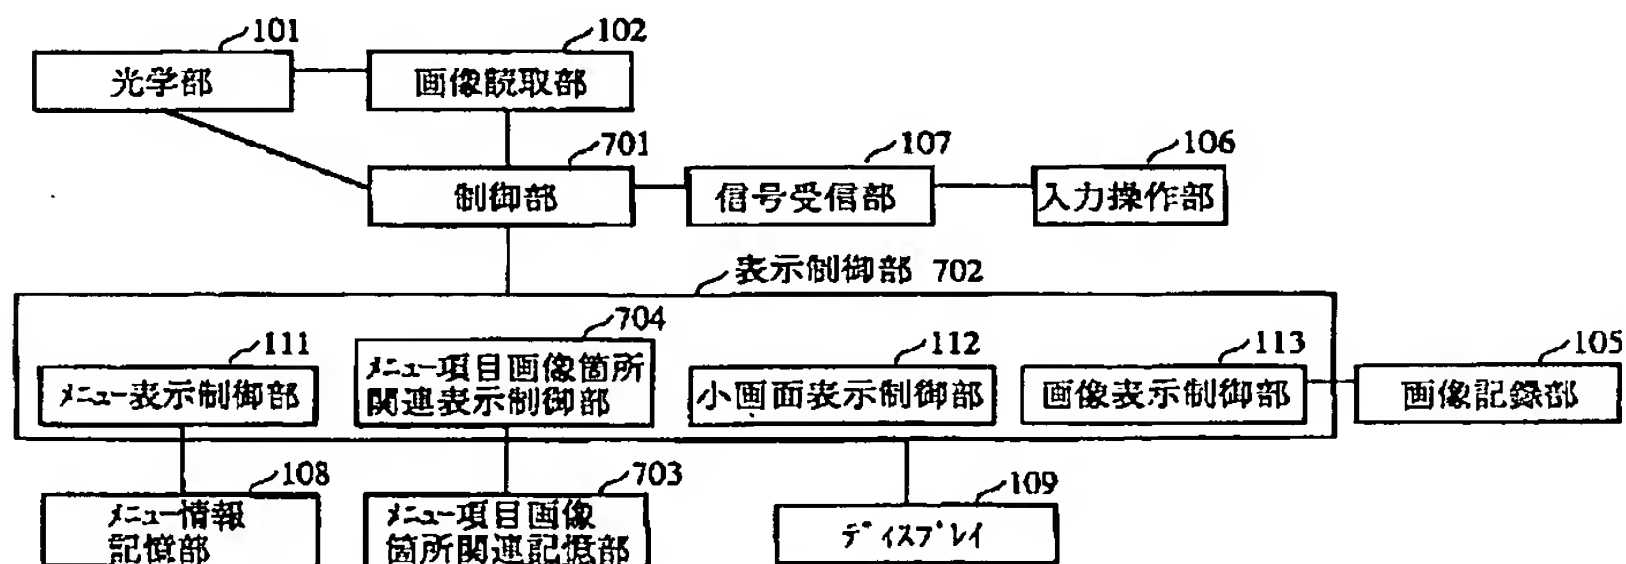 101
102
光学部
画像読取部
701
107
106
制御部
信号受信部
入力操作部
表示制御部 702
704
111
112
113
105
メニュー表示制御部
メニュー項目画像箇所
関連表示制御部
小画面表示制御部
画像表示制御部
画像記録部
108
703
109
メニュー情報
記憶部
メニュー項目画像
箇所関連記憶部
ディスプレイ